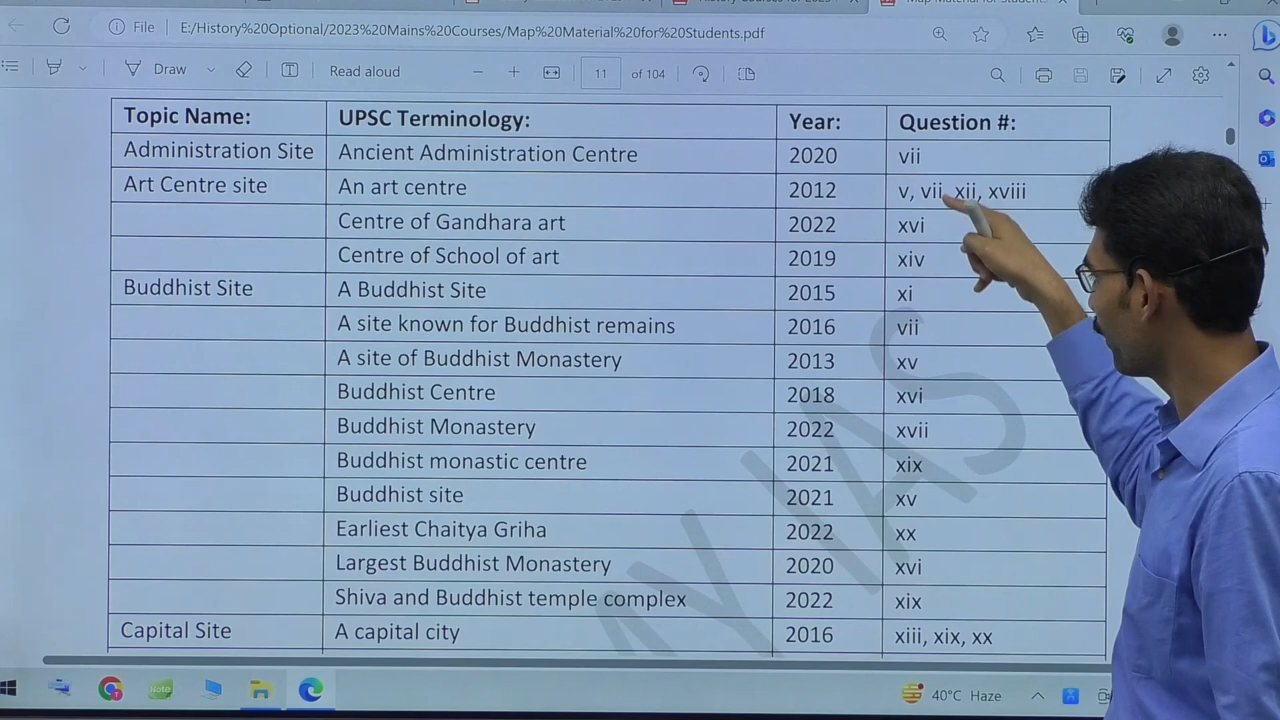 File E:/History%20Optional/2023%20Mains%20Courses/Map%20Material%20for%20Students.pdf
Draw Read aloud 11 of 104
Topic Name: UPSC Terminology: Year: Question #:
Administration Site Ancient Administration Centre 2020 vii
Art Centre site An art centre 2012 v, vii, xii, xviii
Centre of Gandhara art 2022 xvi
Centre of School of art 2019 xiv
Buddhist Site A Buddhist Site 2015 xi
A site known for Buddhist remains 2016 vii
A site of Buddhist Monastery 2013 xv
Buddhist Centre 2018 xvi
Buddhist Monastery 2022 xvii
Buddhist monastic centre 2021 xix
Buddhist site 2021 xv
Earliest Chaitya Griha 2022 xx
Largest Buddhist Monastery 2020 xvi
Shiva and Buddhist temple complex 2022 xix
Capital Site A capital city 2016 xiii, xix, xx
IAS
40°C Haze